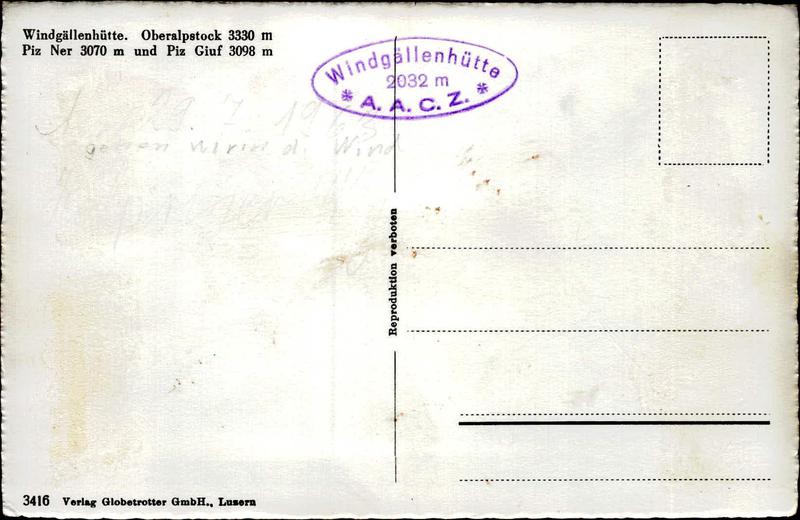 Windgällenhütte. Oberalpstock 3330 m
Piz Ner 3070 m und Piz Giuf 3098 m
Windgällenhütte
2032 m
* A. A. C. Z. *
Reproduktion verboten
3416 Verlag Globetrotter GmbH., Luzern